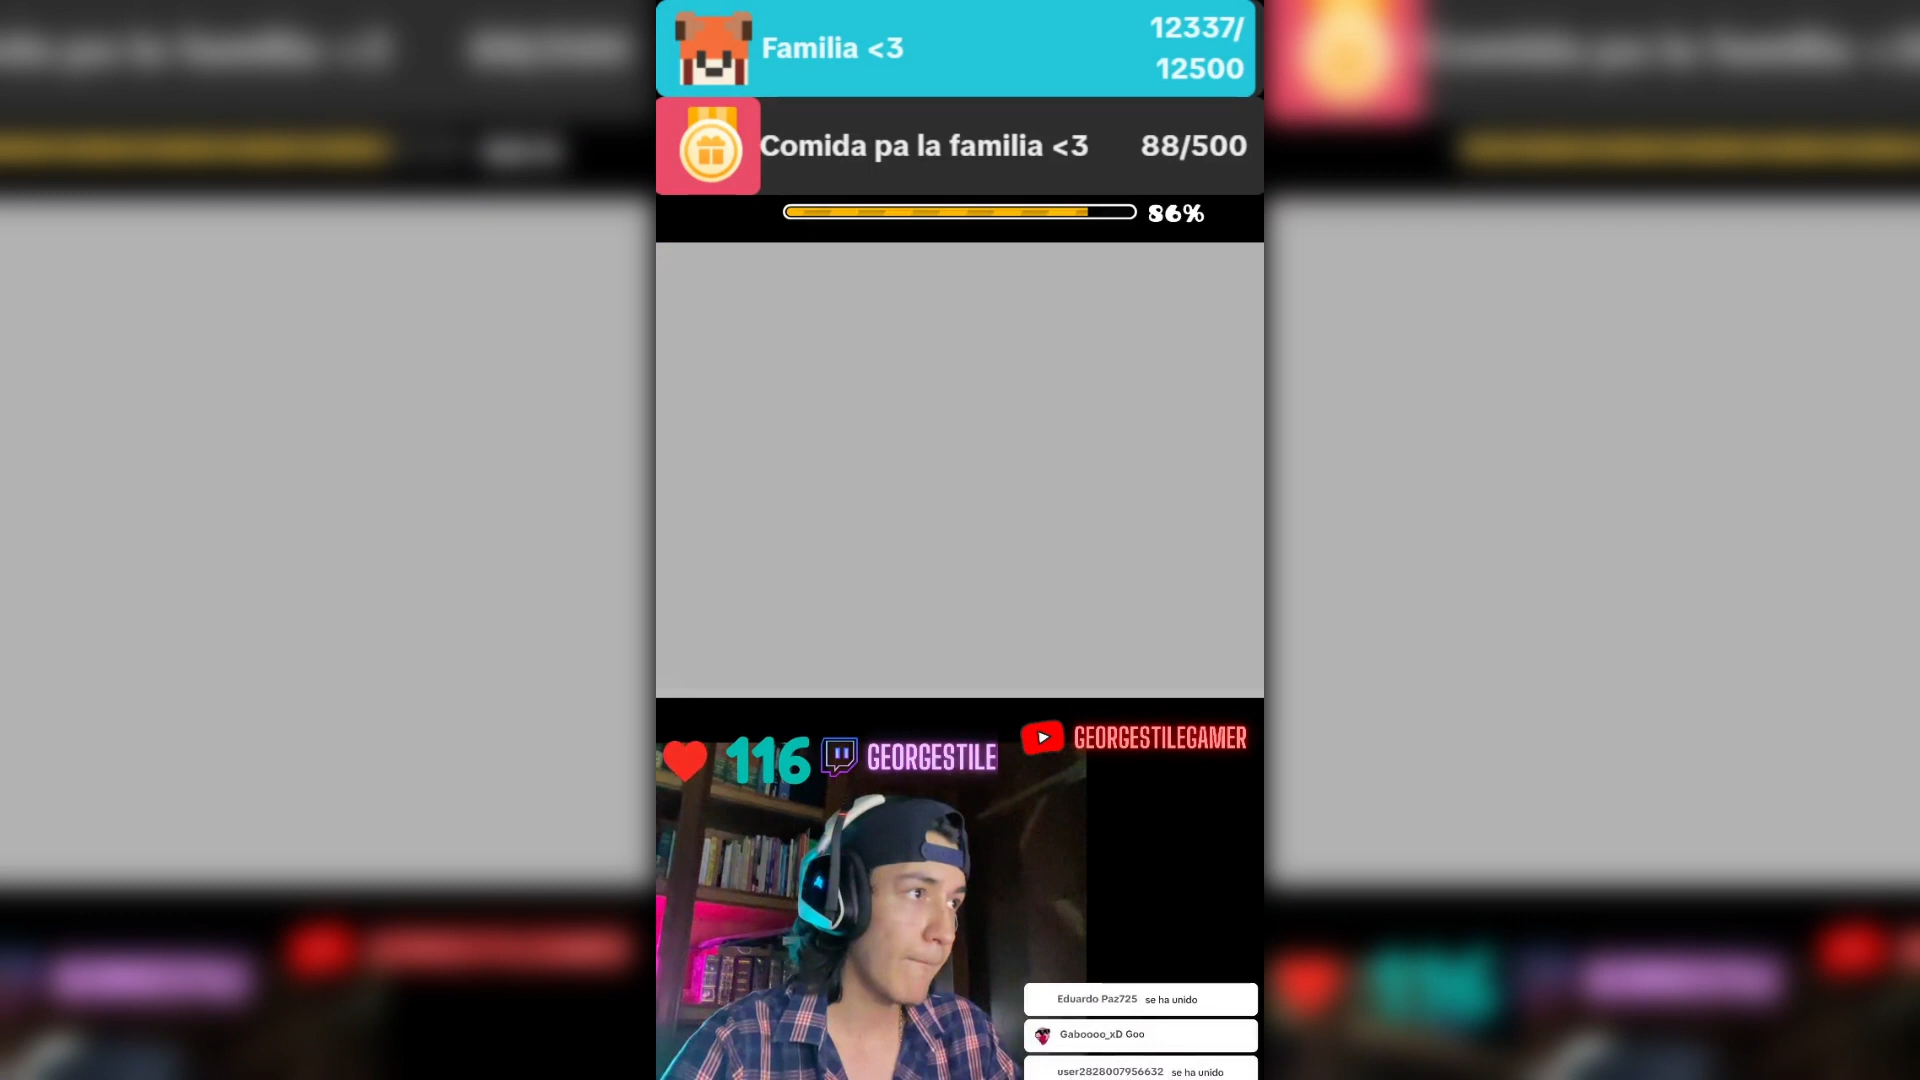 Familia <3
12337/
12500
Comida pa la familia <3
88/500
86%
116
GEORGESTILE
GEORGESTILEGAMER
Eduardo Paz725 se ha unido
Gaboooo_xD Goo
user2828007956632 se ha unido